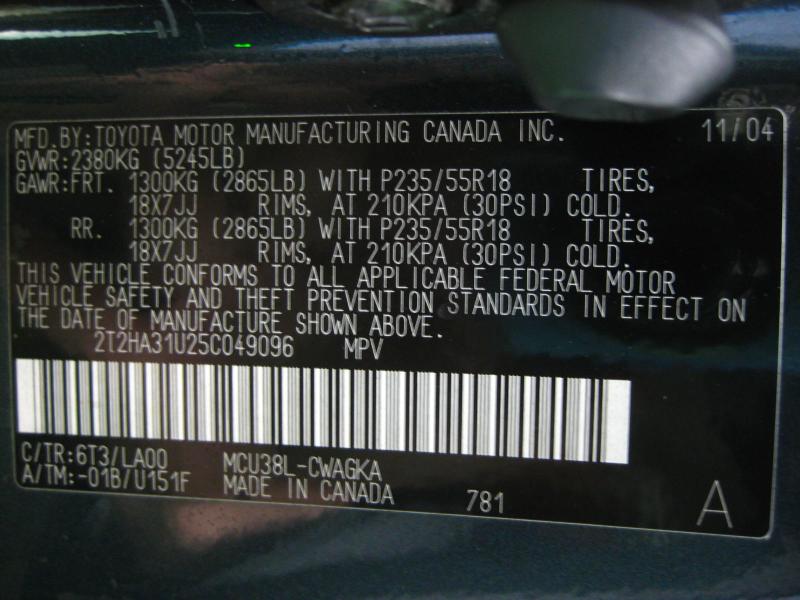 MFD.BY:TOYOTA MOTOR MANUFACTURING CANADA INC. 11/04
GVWR:2380KG (5245LB)
GAWR:FRT. 1300KG (2865LB) WITH P235/55R18 TIRES,
18X7JJ RIMS, AT 210KPA (30PSI) COLD.
RR. 1300KG (2865LB) WITH P235/55R18 TIRES,
18X7JJ RIMS, AT 210KPA (30PSI) COLD.
THIS VEHICLE CONFORMS TO ALL APPLICABLE FEDERAL MOTOR
VEHICLE SAFETY AND THEFT PREVENTION STANDARDS IN EFFECT ON
THE DATE OF MANUFACTURE SHOWN ABOVE.
2T2HA31U25C049096 MPV
C/TR:6T3/LA00 MCU38L-CWAGKA
A/TM:-01B/U151F MADE IN CANADA 781 A